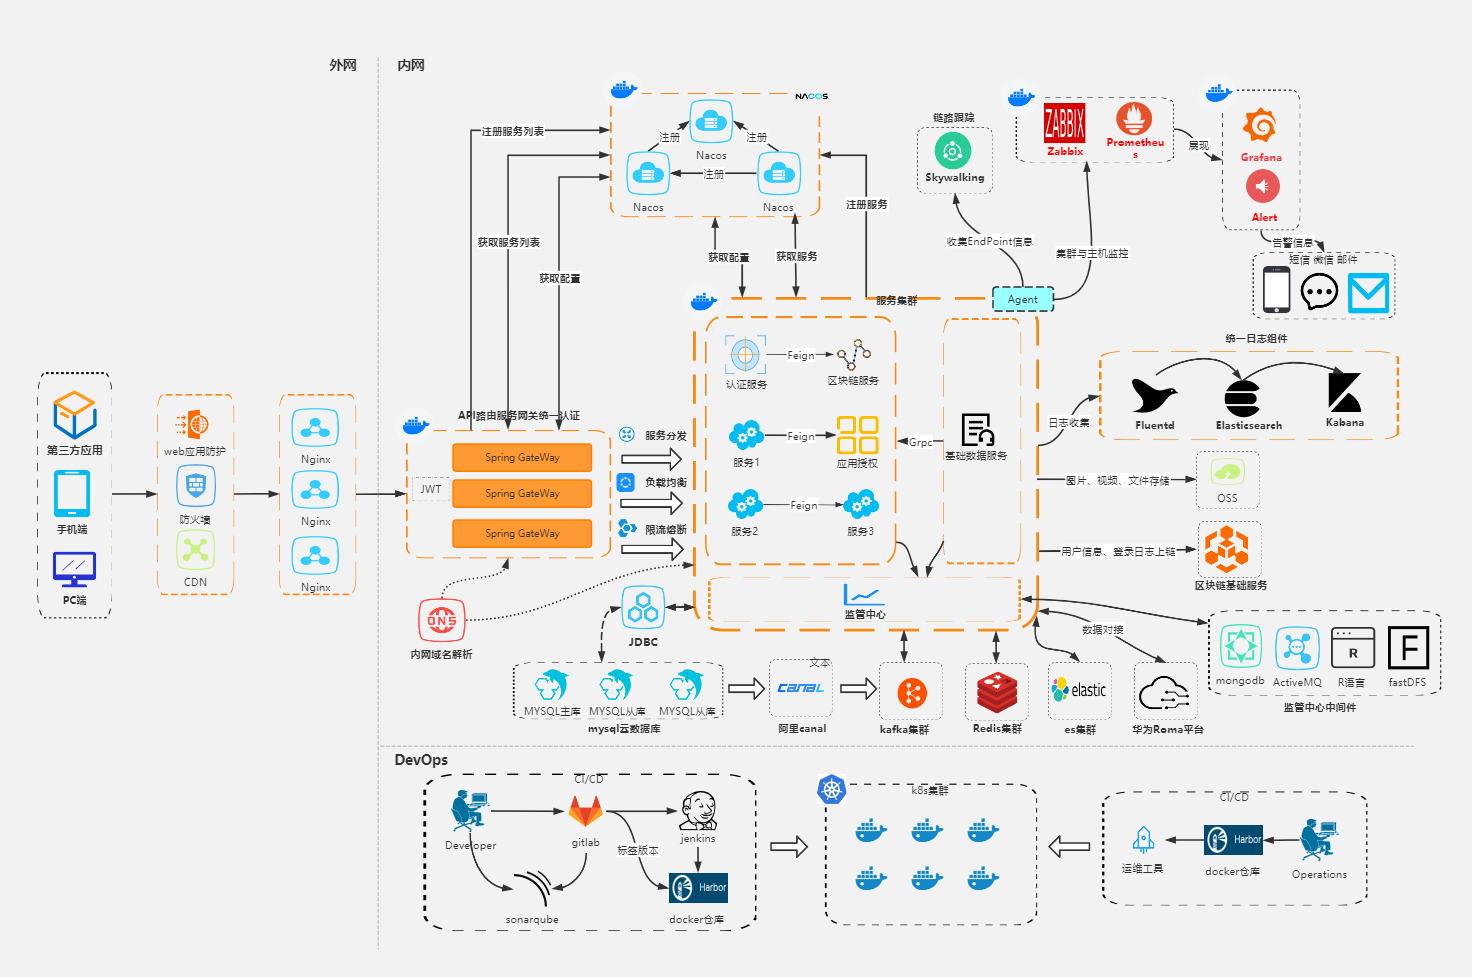 外网
内网
NACOS.
注册服务列表
注册
注册
Nacos
注册
Nacos
Nacos
获取服务列表
获取配置
获取配置
获取服务
注册服务
链路跟踪
Skywalking
收集EndPoint信息
集群与主机监控
Agent
ZABBIX
Zabbix
Prometheu
s
展现
Grafana
Alert
告警信息
短信 微信 邮件
统一日志组件
Fluentd
Elasticsearch
Kabana
第三方应用
手机端
PC端
web应用防护
防火墙
CDN
Nginx
Nginx
Nginx
API路由服务网关统一认证
JWT
Spring GateWay
Spring GateWay
Spring GateWay
服务分发
负载均衡
限流熔断
服务集群
认证服务
Feign
区块链服务
服务1
Feign
应用授权
服务2
Feign
服务3
Grpc
基础数据服务
监管中心
日志收集
图片、视频、文件存储
OSS
用户信息、登录日志上链
区块链基础服务
数据对接
DNS
内网域名解析
JDBC
MYSQL主库
MYSQL从库
MYSQL从库
mysql云数据库
文本
CANAL
阿里canal
kafka集群
Redis集群
elastic
es集群
华为Roma平台
mongodb
ActiveMQ
R
R语言
F
fastDFS
监管中心中间件
DevOps
CI/CD
Developer
gitlab
标签版本
jenkins
sonarqube
Harbor
docker仓库
k8s集群
CI/CD
运维工具
Harbor
docker仓库
Operations